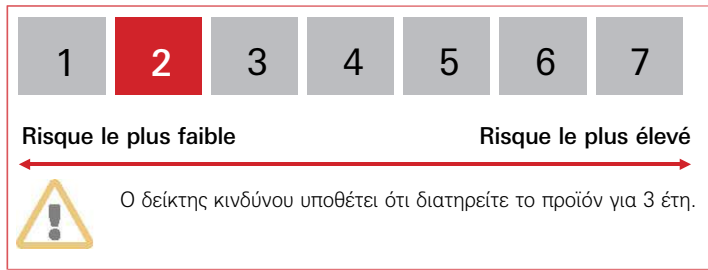 1 2 3 4 5 6 7
Risque le plus faible Risque le plus élevé
Ο δείκτης κινδύνου υποθέτει ότι διατηρείτε το προϊόν για 3 έτη.